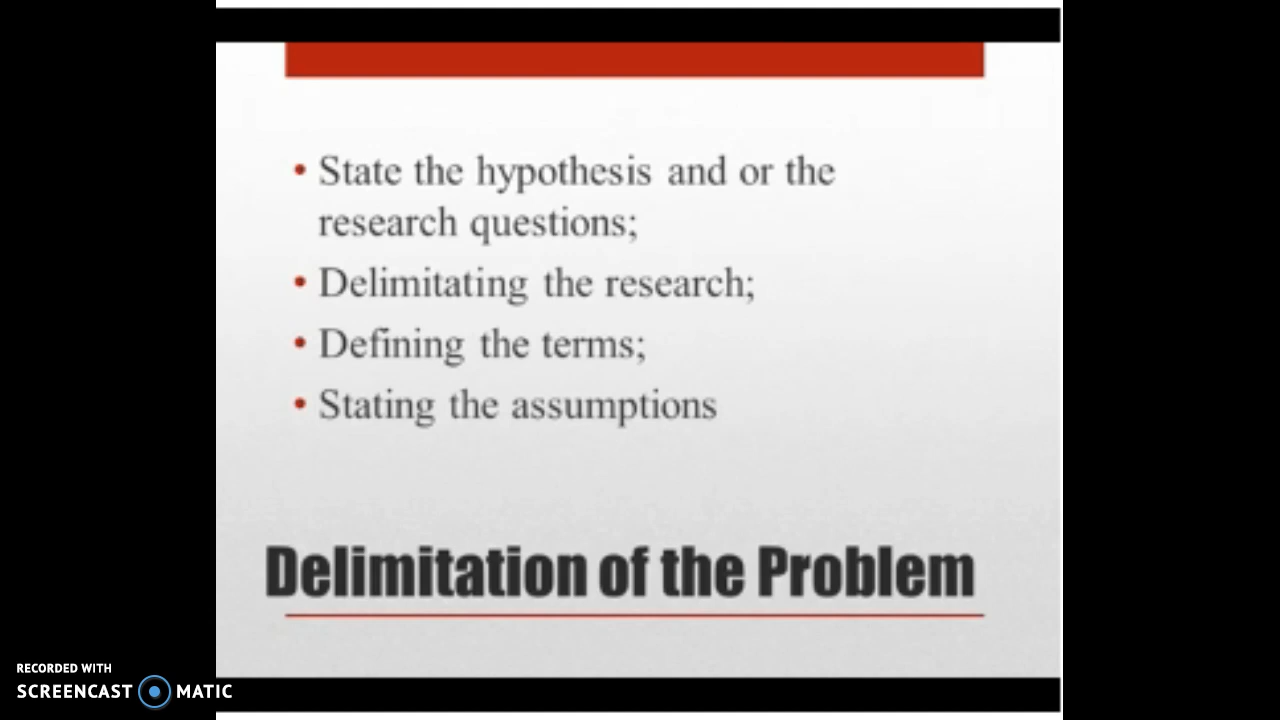 • State the hypothesis and or the
research questions;
• Delimitating the research;
• Defining the terms;
• Stating the assumptions
Delimitation of the Problem
RECORDED WITH
SCREENCAST MATIC